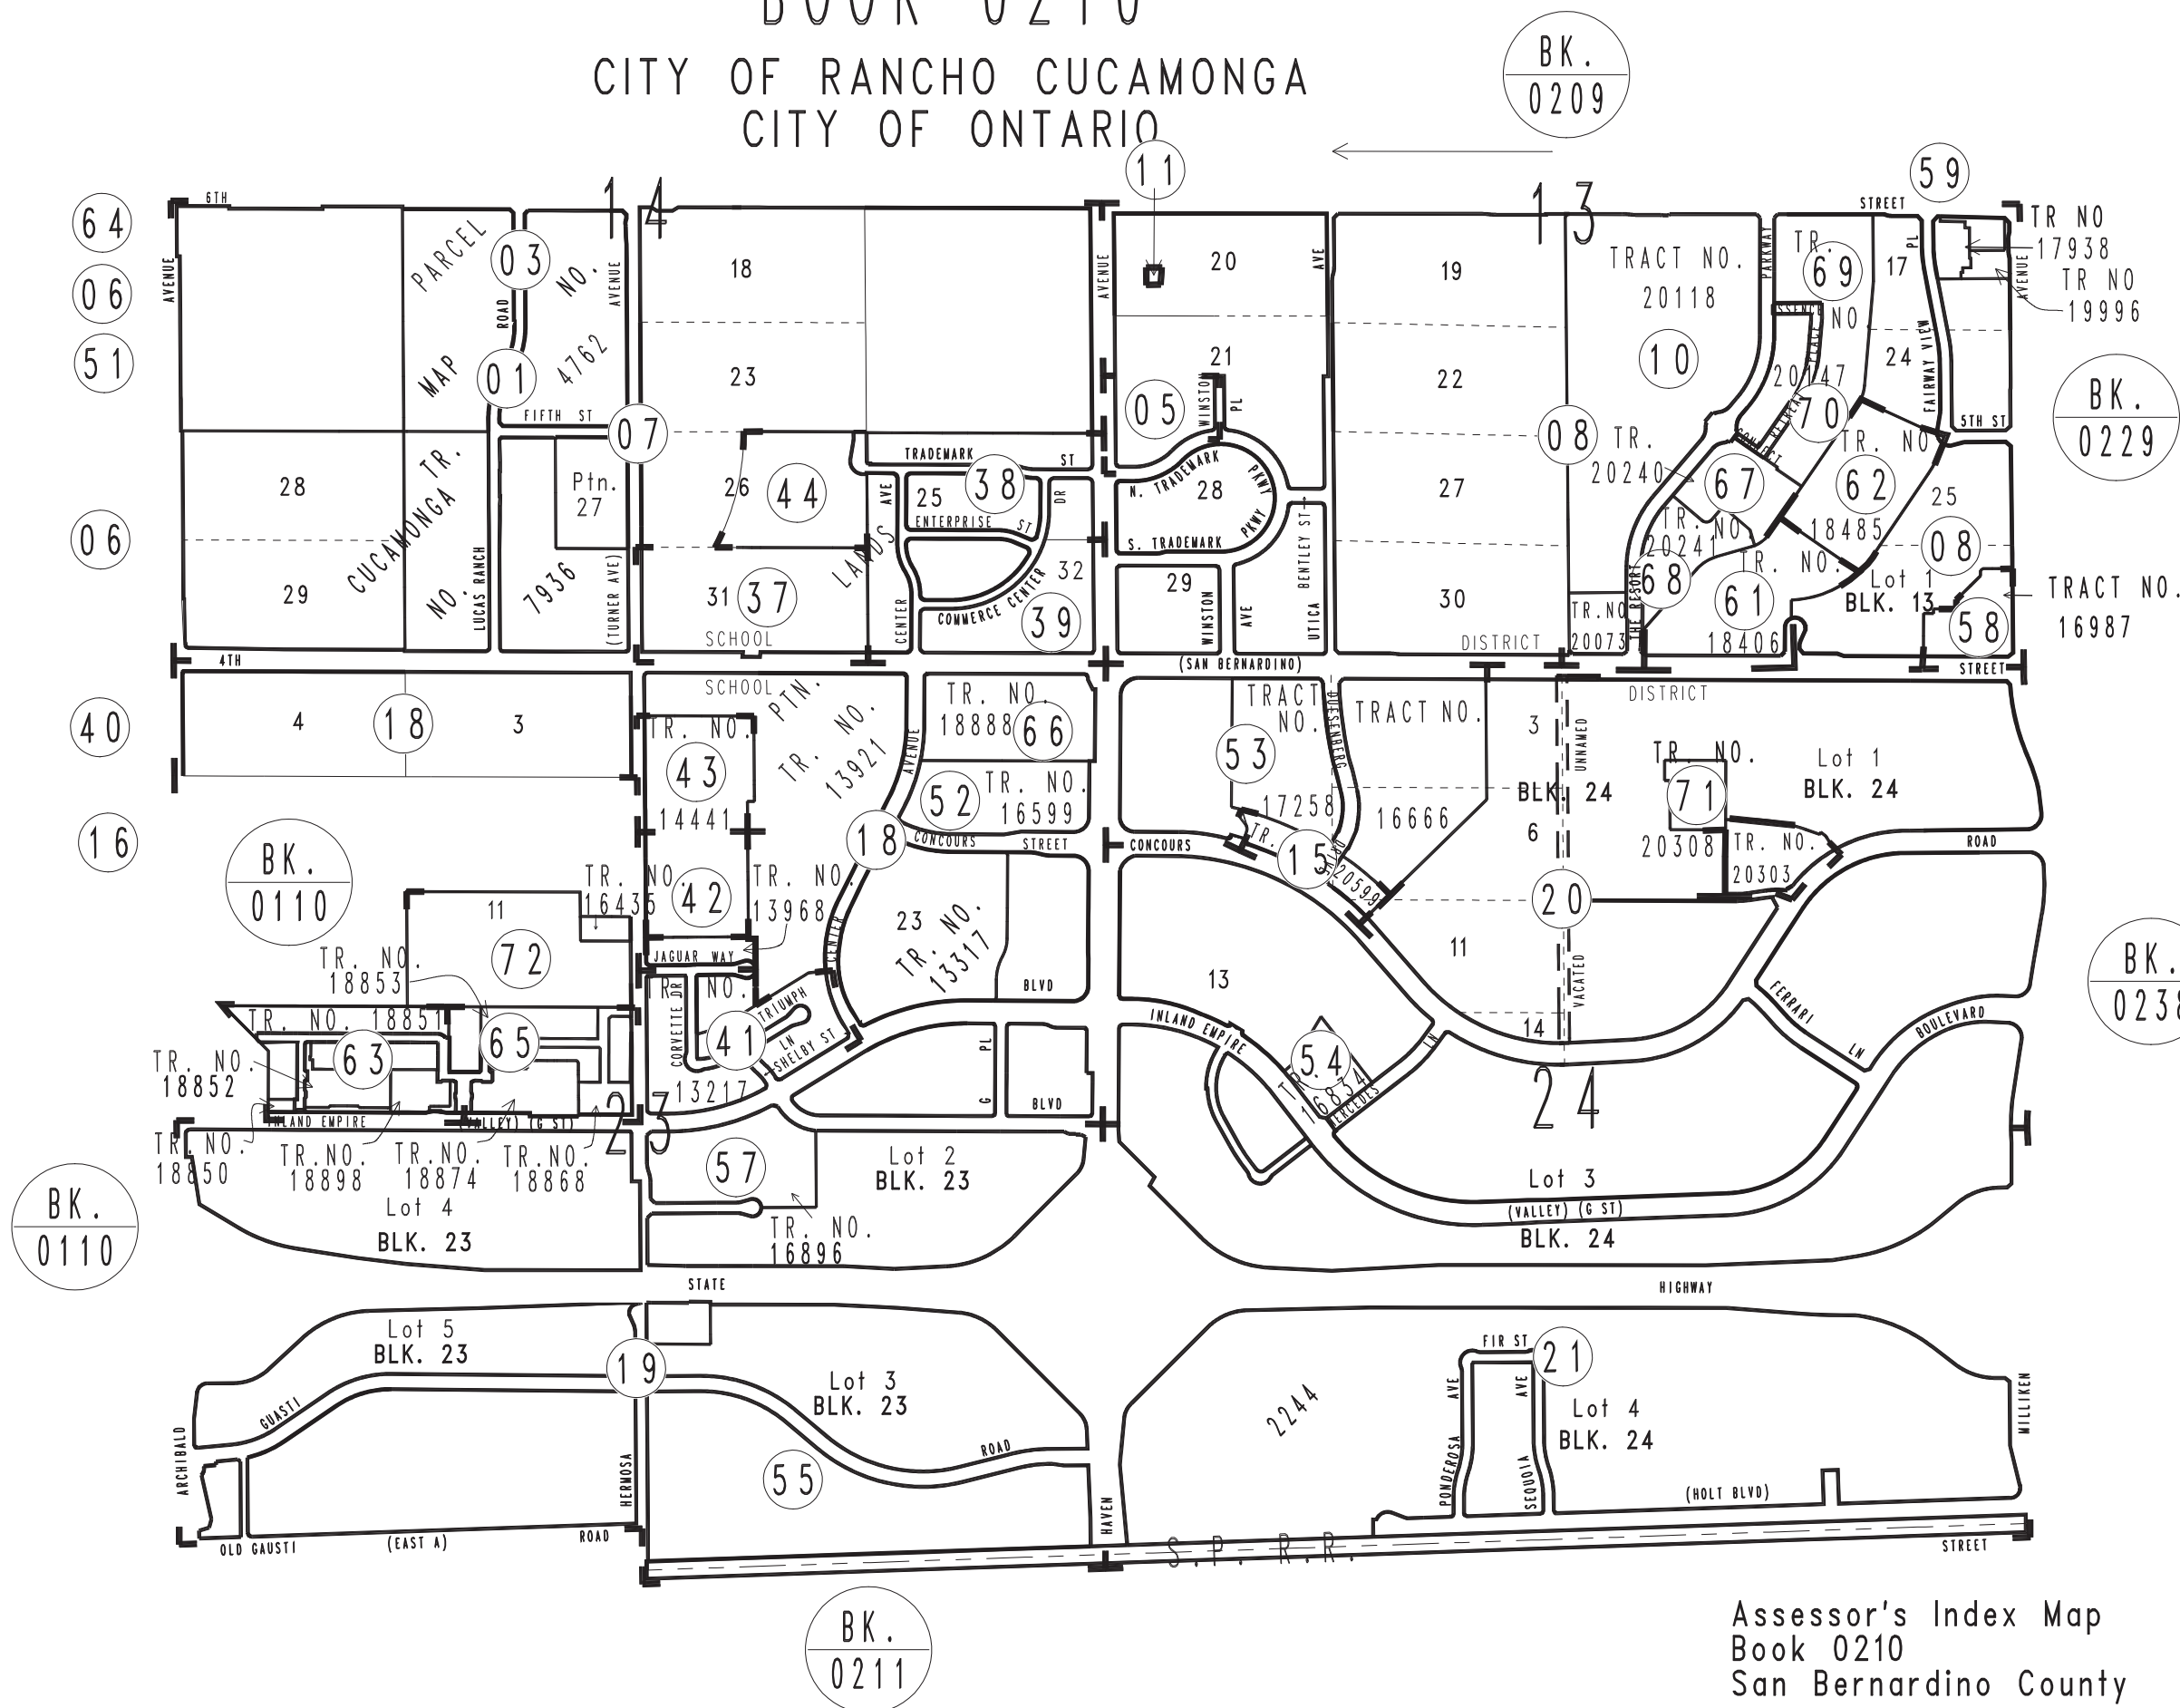 BOOK 0210
CITY OF RANCHO CUCAMONGA
CITY OF ONTARIO
BK.
0209
11
59
64
06
51
06
40
16
6TH
14
13
STREET
TR NO
17938
TR NO
19996
AVENUE
PARCEL
MAP
NO.
4762
03
ROAD
01
AVENUE
FIFTH ST
07
18
23
AVENUE
20
AVE
21
05
WINSTON
PL
19
22
TRACT NO.
20118
10
PARKWAY
TR.
69
NO
20147
PLACE
70
17
PL
24
FAIRWAY VIEW
AVENUE
5TH ST
BK.
0229
28
29
CUCAMONGA TR.
NO.
7936
LUCAS RANCH
Ptn.
27
(TURNER AVE)
26
44
31
37
SCHOOL
LANDS
TRADEMARK
ST
AVE
25
38
DR
ENTERPRISE ST
32
COMMERCE CENTER
39
CENTER
N. TRADEMARK
PKWY
28
PKWY
S. TRADEMARK
29
WINSTON
AVE
BENTLEY ST
UTICA
27
30
DISTRICT
08
TR.
20240
67
TR. NO.
20241
68
TR. NO
62
18485
TR. NO.
61
18406
THE RESORT
TR.NO
20073
25
08
Lot 1
BLK. 13
58
TRACT NO.
16987
4TH
(SAN BERNARDINO)
STREET
4
18
3
SCHOOL
PTN.
TR. NO.
13921
TR. NO.
43
14441
TR. NO.
18888
66
AVENUE
52
TR. NO.
16599
18
CONCOURS
STREET
TRACT
NO.
53
17258
DUESENBERG
TRACT NO.
16666
CONCOURS
TR.
15
20599
3
UNNAMED
DISTRICT
BLK. 24
6
20
11
VACATED
14
TR. NO.
71
20308
Lot 1
BLK. 24
TR. NO.
20303
ROAD
BK.
0110
11
TR. NO.
16435
72
42
TR. NO.
13968
JAGUAR WAY
TR. NO.
CORVETTE DR
41
TRIUMPH
LN
SHELBY ST
13217
CENTER
23
TR. NO.
13317
BLVD
PL
G
BLVD
13
INLAND EMPIRE
54
TR
16834
MERCEDES
LN
24
FERRARI
LN
BOULEVARD
BK.
0238
TR. NO.
18853
TR. NO. 18851
63
65
TR. NO.
18852
INLAND EMPIRE
(VALLEY) (G ST)
23
TR. NO.
18850
TR.NO.
18898
TR.NO.
18874
TR.NO.
18868
57
TR. NO.
16896
Lot 2
BLK. 23
Lot 3
(VALLEY) (G ST)
BLK. 24
BK.
0110
Lot 4
BLK. 23
STATE
HIGHWAY
Lot 5
BLK. 23
19
Lot 3
BLK. 23
GUASTI
ROAD
ARCHIBALD
HERMOSA
55
HAVEN
2244
FIR ST
21
AVE
AVE
PONDEROSA
SEQUOIA
Lot 4
BLK. 24
MILLIKEN
(HOLT BLVD)
OLD GUASTI
(EAST A)
ROAD
S.P. R.R.
STREET
BK.
0211
Assessor's Index Map
Book 0210
San Bernardino County